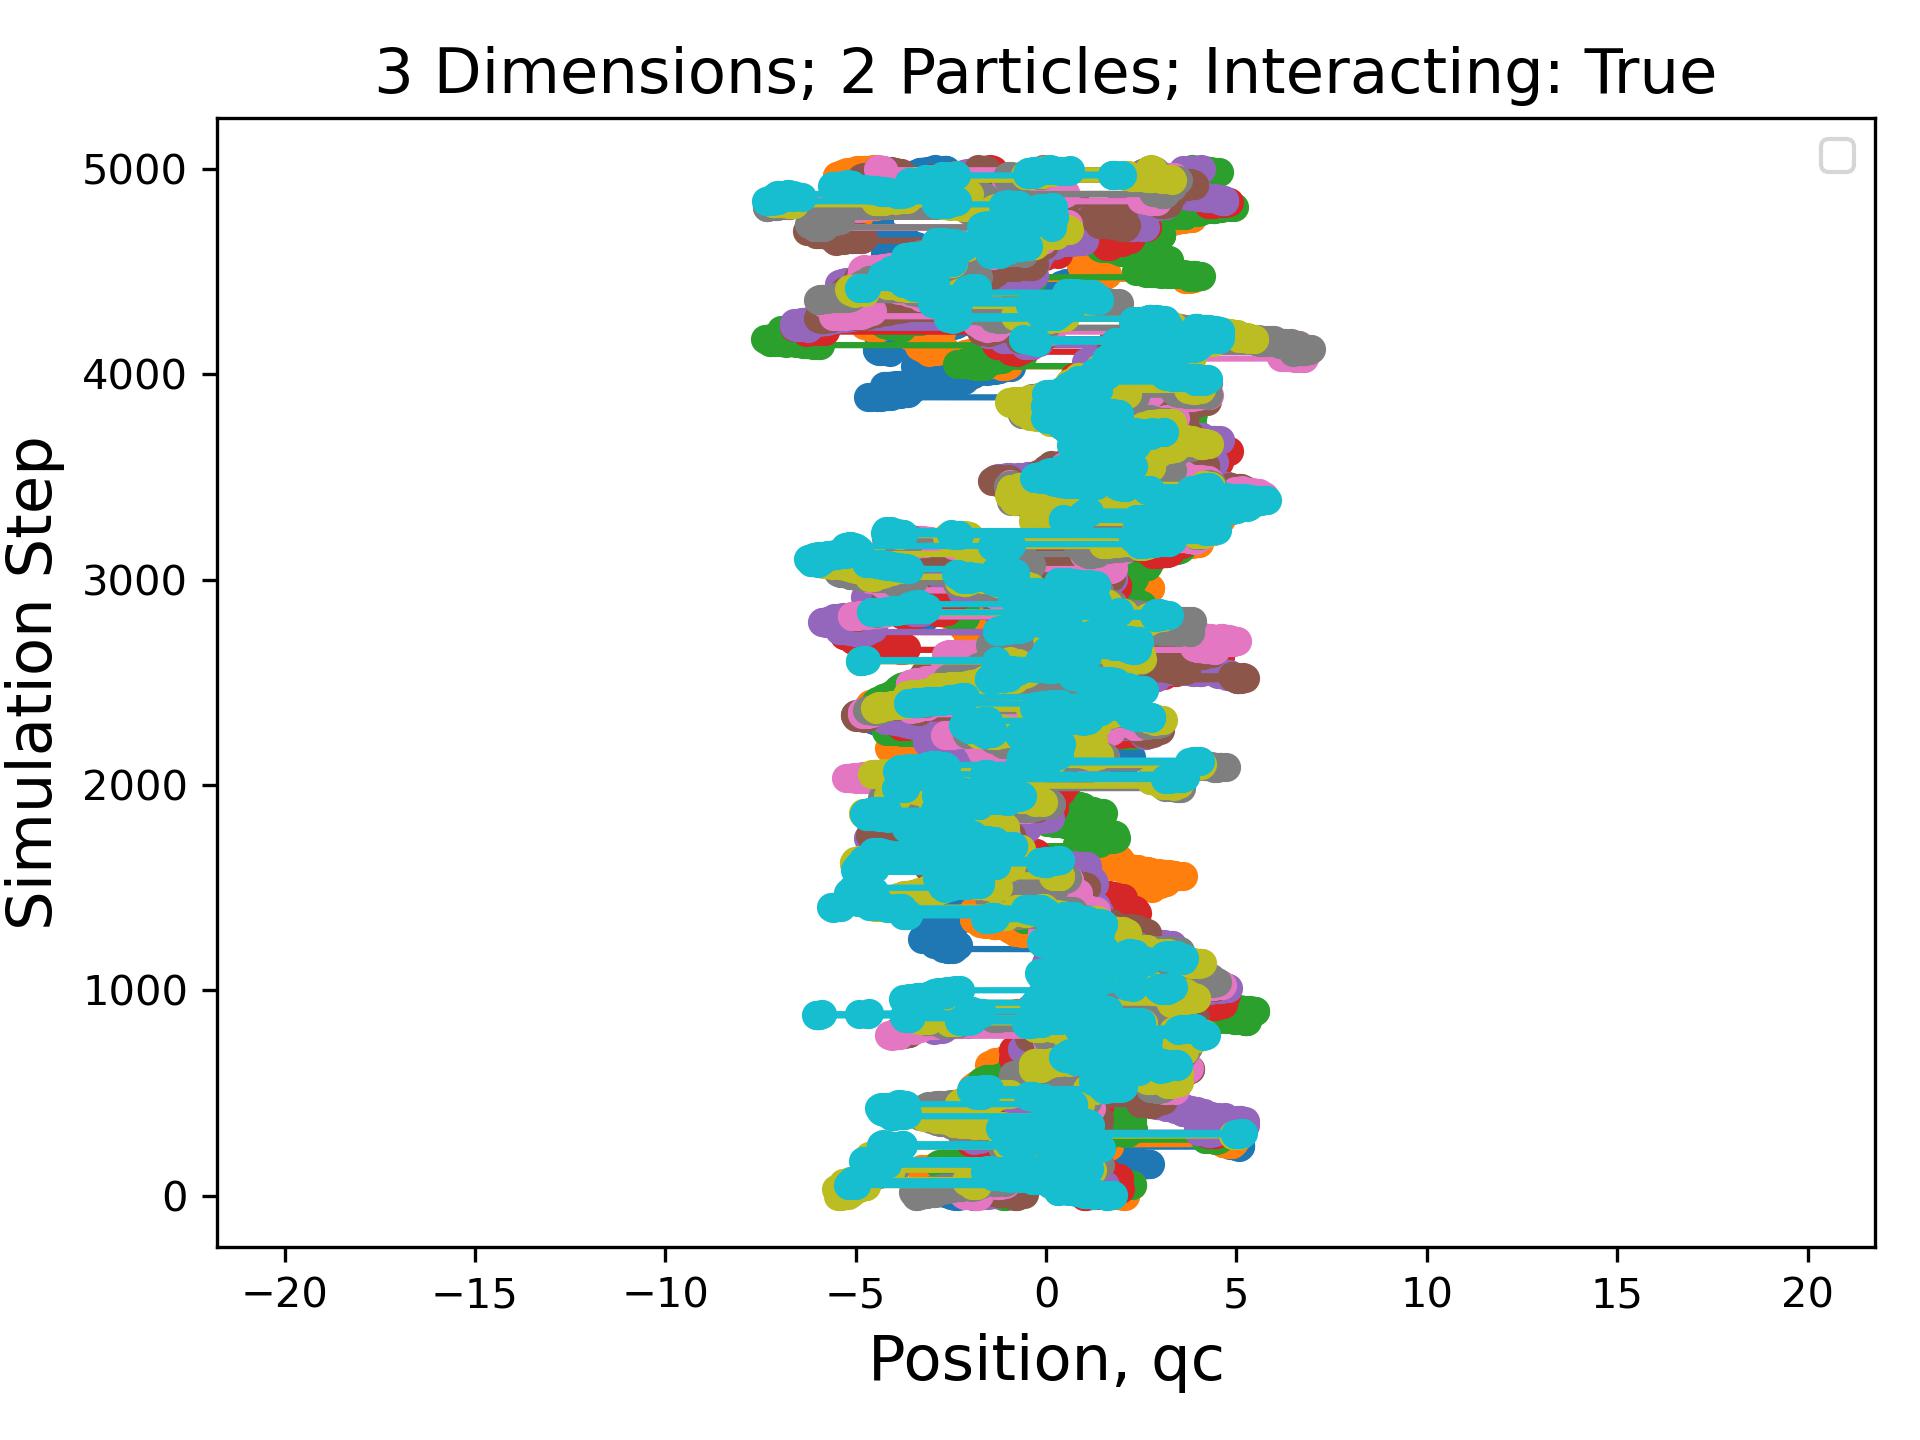 3 Dimensions; 2 Particles; Interacting: True
Simulation Step
5000
4000
3000
2000
1000
0
−20 −15 −10 −5 0 5 10 15 20
Position, qc